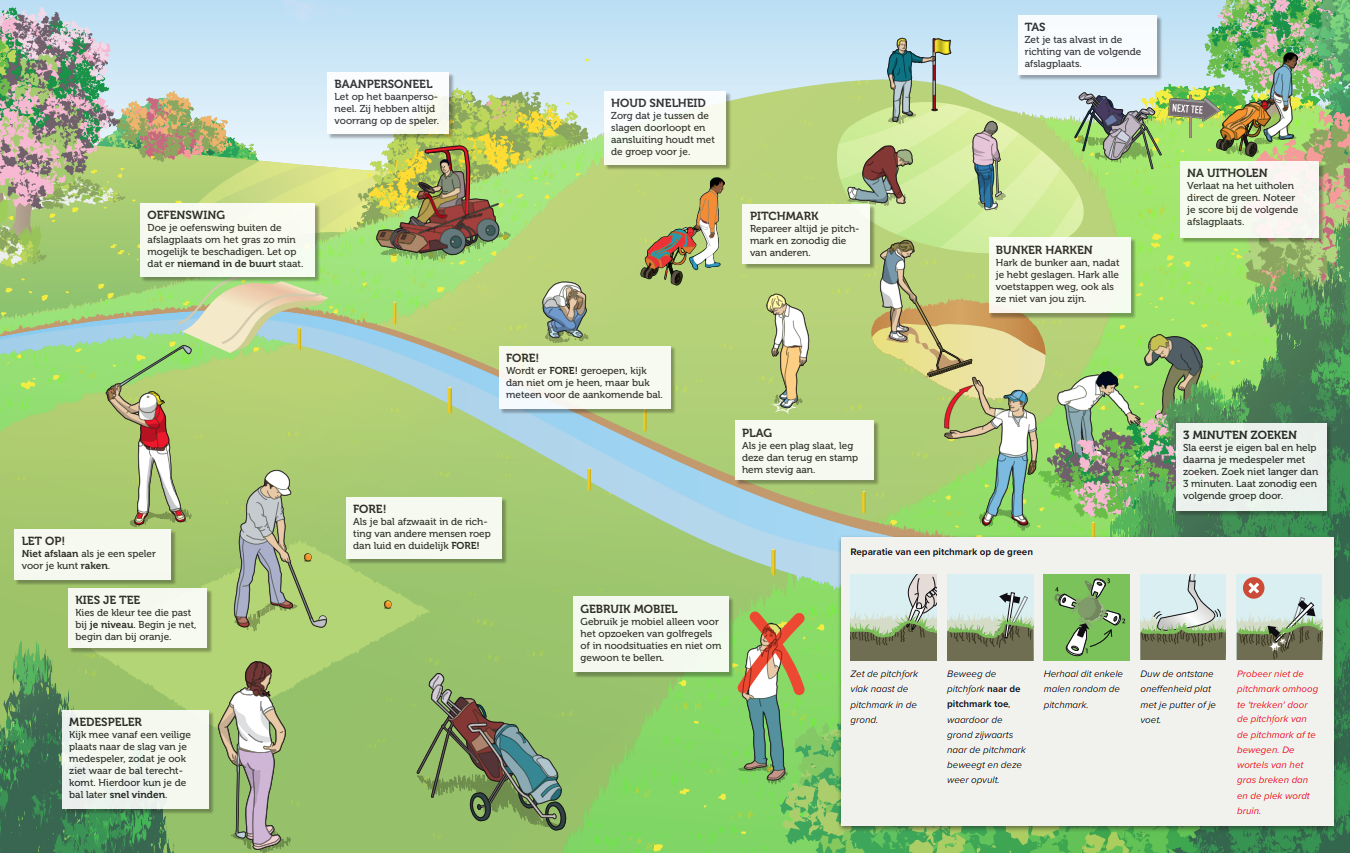 TAS
Zet je tas alvast in de
richting van de volgende
afslagplaats.
BAANPERSONEEL
Let op het baanperso-
neel. Zij hebben altijd
voorrang op de speler.
HOUD SNELHEID
Zorg dat je tussen de
slagen doorloopt en
aansluiting houdt met
de groep voor je.
NEXT TEE
NA UITHOLEN
Verlaat na het uitholen
direct de green. Noteer
je score bij de volgende
afslagplaats.
OEFENSWING
Doe je oefenswing buiten de
afslagplaats om het gras zo min
mogelijk te beschadigen. Let op
dat er niemand in de buurt staat.
PITCHMARK
Repareer altijd je pitch-
mark en zonodig die
van anderen.
BUNKER HARKEN
Hark de bunker aan, nadat
je hebt geslagen. Hark alle
voetstappen weg, ook als
ze niet van jou zijn.
FORE!
Wordt er FORE! geroepen, kijk
dan niet om je heen, maar buk
meteen voor de aankomende bal.
PLAG
Als je een plag slaat, leg
deze dan terug en stamp
hem stevig aan.
3 MINUTEN ZOEKEN
Sla eerst je eigen bal en help
daarna je medespeler met
zoeken. Zoek niet langer dan
3 minuten. Laat zonodig een
volgende groep door.
FORE!
Als je bal afzwaait in de rich-
ting van andere mensen roep
dan luid en duidelijk FORE!
LET OP!
Niet afslaan als je een speler
voor je kunt raken.
KIES JE TEE
Kies de kleur tee die past
bij je niveau. Begin je net,
begin dan bij oranje.
GEBRUIK MOBIEL
Gebruik je mobiel alleen voor
het opzoeken van golfregels
of in noodsituaties en niet om
gewoon te bellen.
MEDESPELER
Kijk mee vanaf een veilige
plaats naar de slag van je
medespeler, zodat je ook
ziet waar de bal terecht-
komt. Hierdoor kun je de
bal later snel vinden.
Reparatie van een pitchmark op de green
1
2
3
4
Zet de pitchfork
vlak naast de
pitchmark in de
grond.
Beweeg de
pitchfork naar de
pitchmark toe,
waardoor de
grond zijwaarts
naar de pitchmark
beweegt en deze
weer opvult.
Herhaal dit enkele
malen rondom de
pitchmark.
Duw de ontstane
oneffenheid plat
met je putter of je
voet.
Probeer niet de
pitchmark omhoog
te 'trekken' door
de pitchfork van
de pitchmark af te
bewegen. De
wortels van het
gras breken dan
en de plek wordt
bruin.